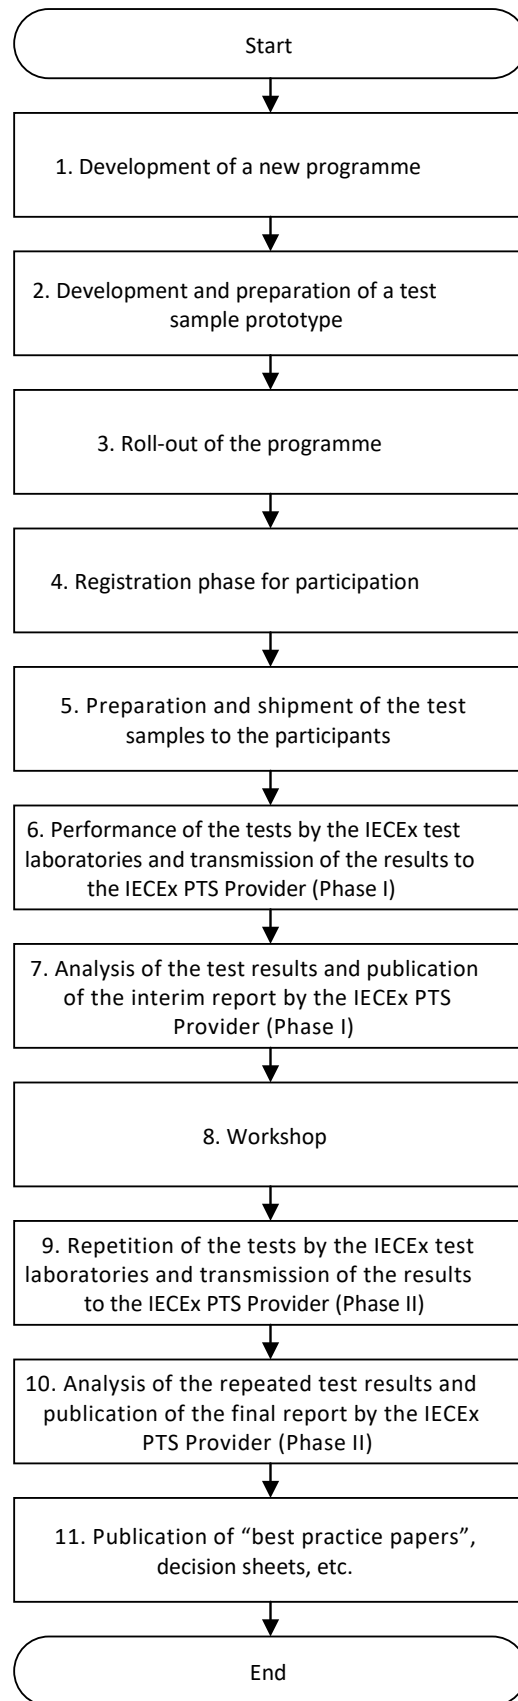 Start
1. Development of a new programme
2. Development and preparation of a test
sample prototype
3. Roll-out of the programme
4. Registration phase for participation
5. Preparation and shipment of the test
samples to the participants
6. Performance of the tests by the IECEx test
laboratories and transmission of the results to
the IECEx PTS Provider (Phase I)
7. Analysis of the test results and publication
of the interim report by the IECEx PTS
Provider (Phase I)
8. Workshop
9. Repetition of the tests by the IECEx test
laboratories and transmission of the results
to the IECEx PTS Provider (Phase II)
10. Analysis of the repeated test results and
publication of the final report by the IECEx
PTS Provider (Phase II)
11. Publication of “best practice papers”,
decision sheets, etc.
End